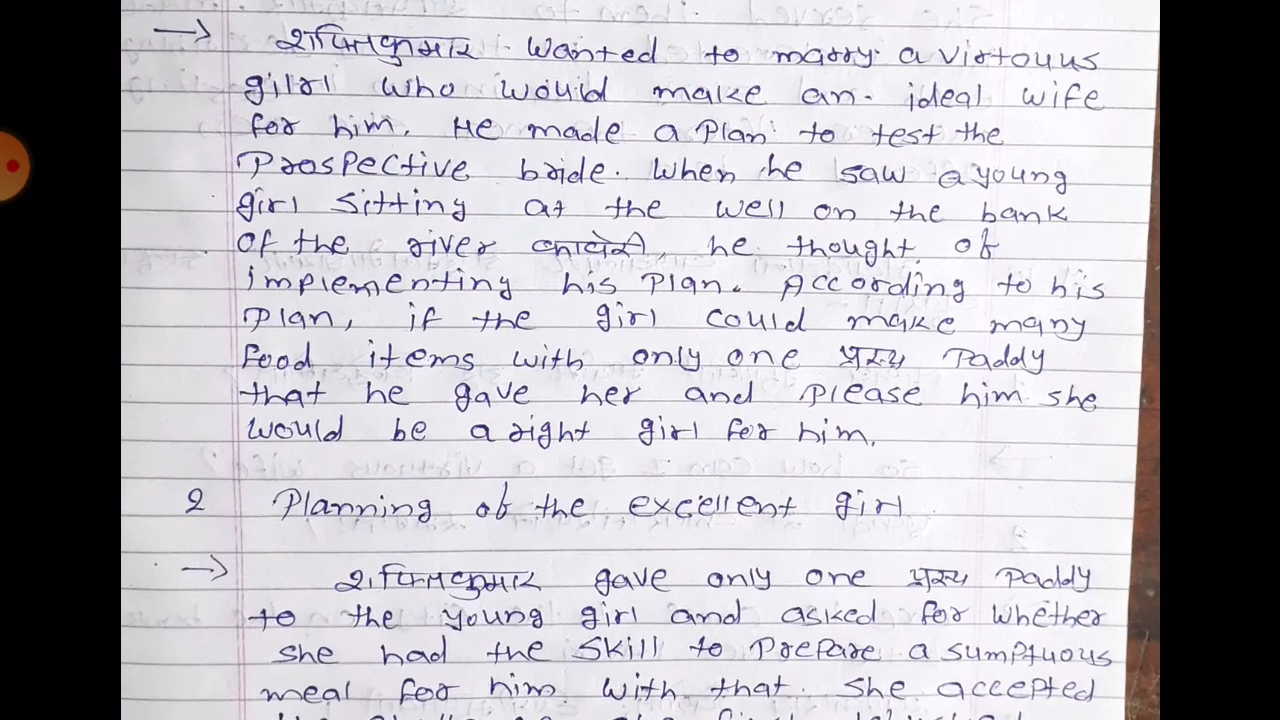 → शक्तिकुमार wanted to marry a virtouus
gilrl who would make an ideal wife
for him. He made a plan to test the
Prospective bride. When he saw a young
girl sitting at the well on the bank
of the river कावेरी, he thought of
implementing his plan. According to his
plan, if the girl could make many
food items with only one प्रस्थ Paddy
that he gave her and please him she
would be a right girl for him.
2 Planning of the excellent girl
→ शक्तिकुमार gave only one प्रस्थ Paddy
to the young girl and asked for whether
she had the skill to prepare a sumptuous
meal for him with that. She accepted